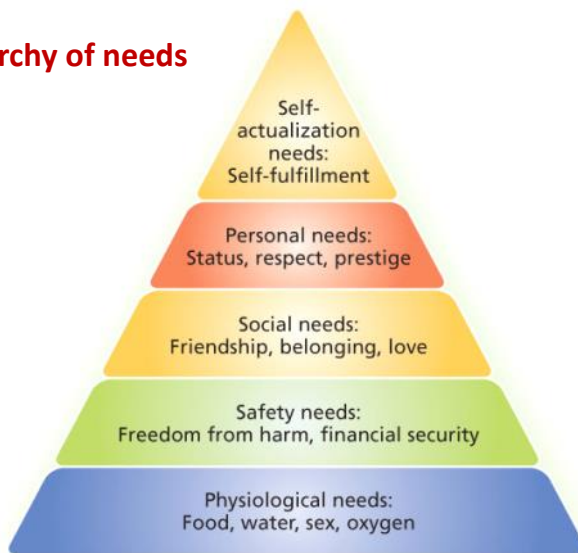 rchy of needs
Self-
actualization
needs:
Self-fulfillment
Personal needs:
Status, respect, prestige
Social needs:
Friendship, belonging, love
Safety needs:
Freedom from harm, financial security
Physiological needs:
Food, water, sex, oxygen